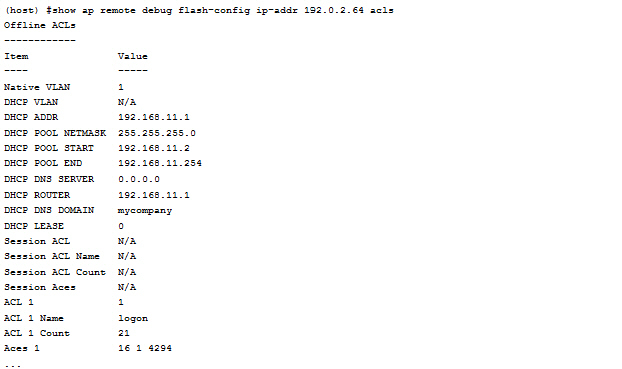 (host) #show ap remote debug flash-config ip-addr 192.0.2.64 acls
Offline ACLs
------------
Item Value
---- -----
Native VLAN 1
DHCP VLAN N/A
DHCP ADDR 192.168.11.1
DHCP POOL NETMASK 255.255.255.0
DHCP POOL START 192.168.11.2
DHCP POOL END 192.168.11.254
DHCP DNS SERVER 0.0.0.0
DHCP ROUTER 192.168.11.1
DHCP DNS DOMAIN mycompany
DHCP LEASE 0
Session ACL N/A
Session ACL Name N/A
Session ACL Count N/A
Session Aces N/A
ACL 1 1
ACL 1 Name logon
ACL 1 Count 21
Aces 1 16 1 4294
...